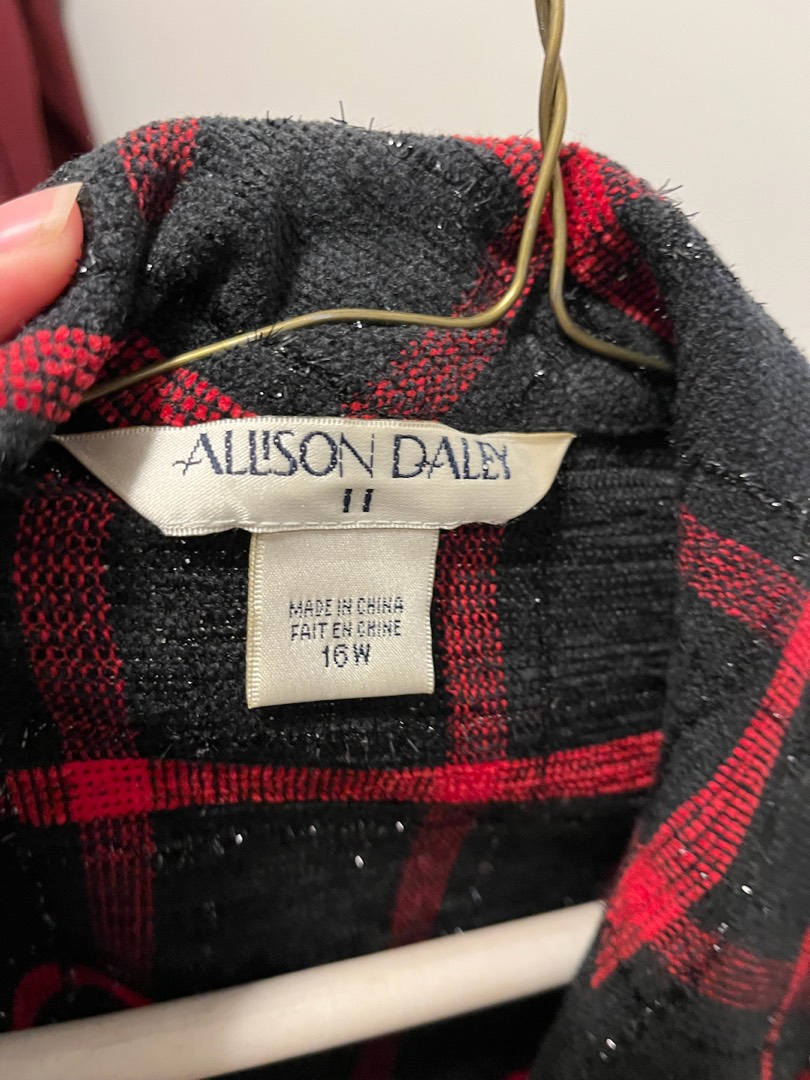 ALLISON DALEY
II
MADE IN CHINA
FAIT EN CHINE
16W